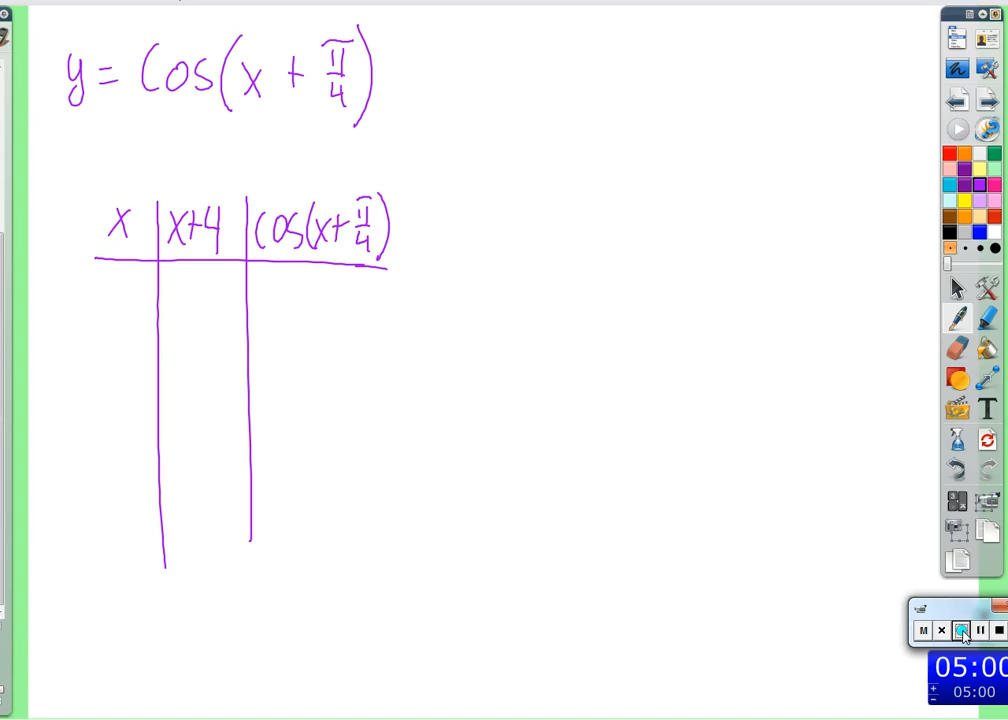 y = Cos(x + π/4)
x | x+4 | Cos(x + π/4)
T
M
05:00
05:00